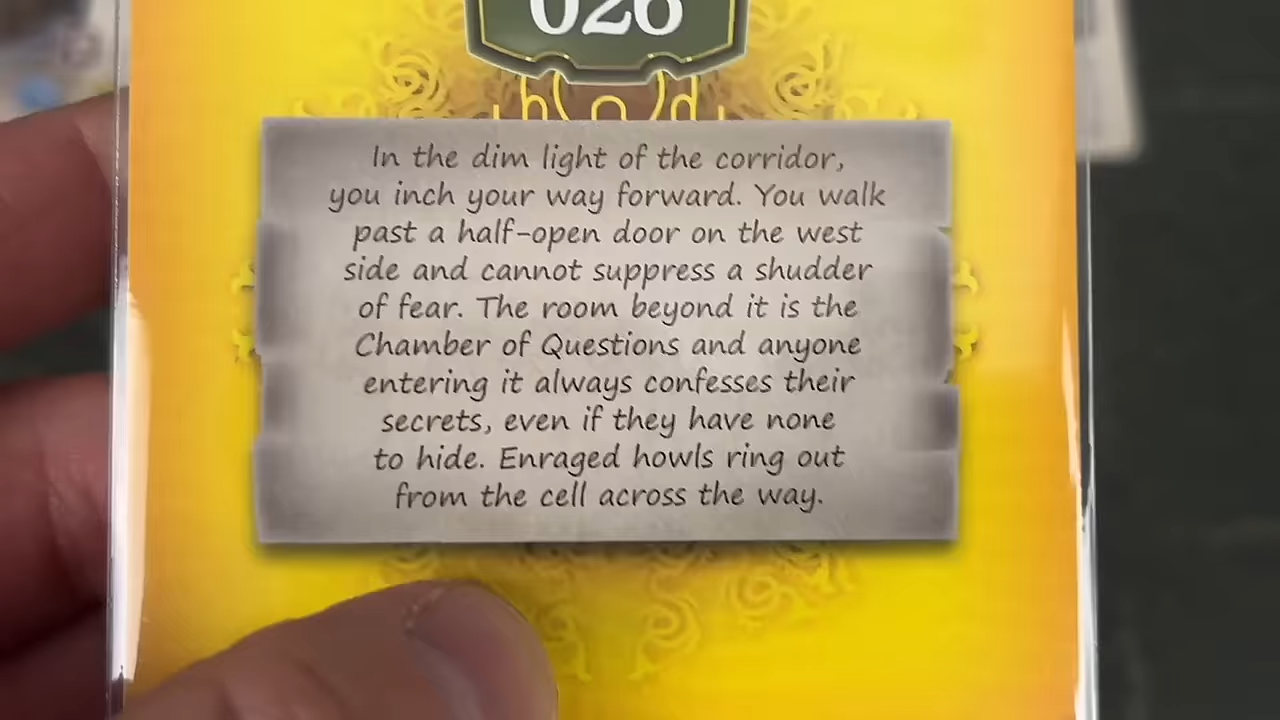 026
In the dim light of the corridor,
you inch your way forward. You walk
past a half-open door on the west
side and cannot suppress a shudder
of fear. The room beyond it is the
Chamber of Questions and anyone
entering it always confesses their
secrets, even if they have none
to hide. Enraged howls ring out
from the cell across the way.